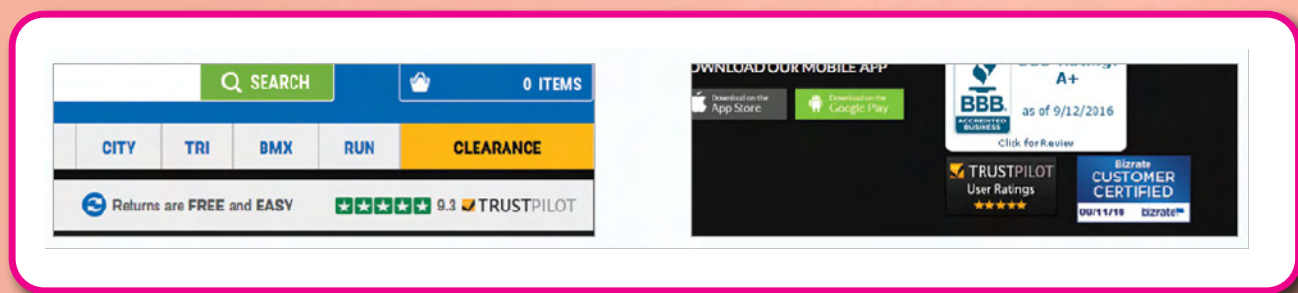 SEARCH
0 ITEMS
CITY TRI BMX RUN CLEARANCE
Returns are FREE and EASY 9.3 TRUSTPILOT
DOWNLOAD OUR MOBILE APP
A+
Download on the
App Store
Download on the
Google Play
BBB
as of 9/12/2016
ACCREDITED
BUSINESS
Click for Review
TRUSTPILOT
User Ratings
Bizrate
CUSTOMER
CERTIFIED
09/11/16 bizrate